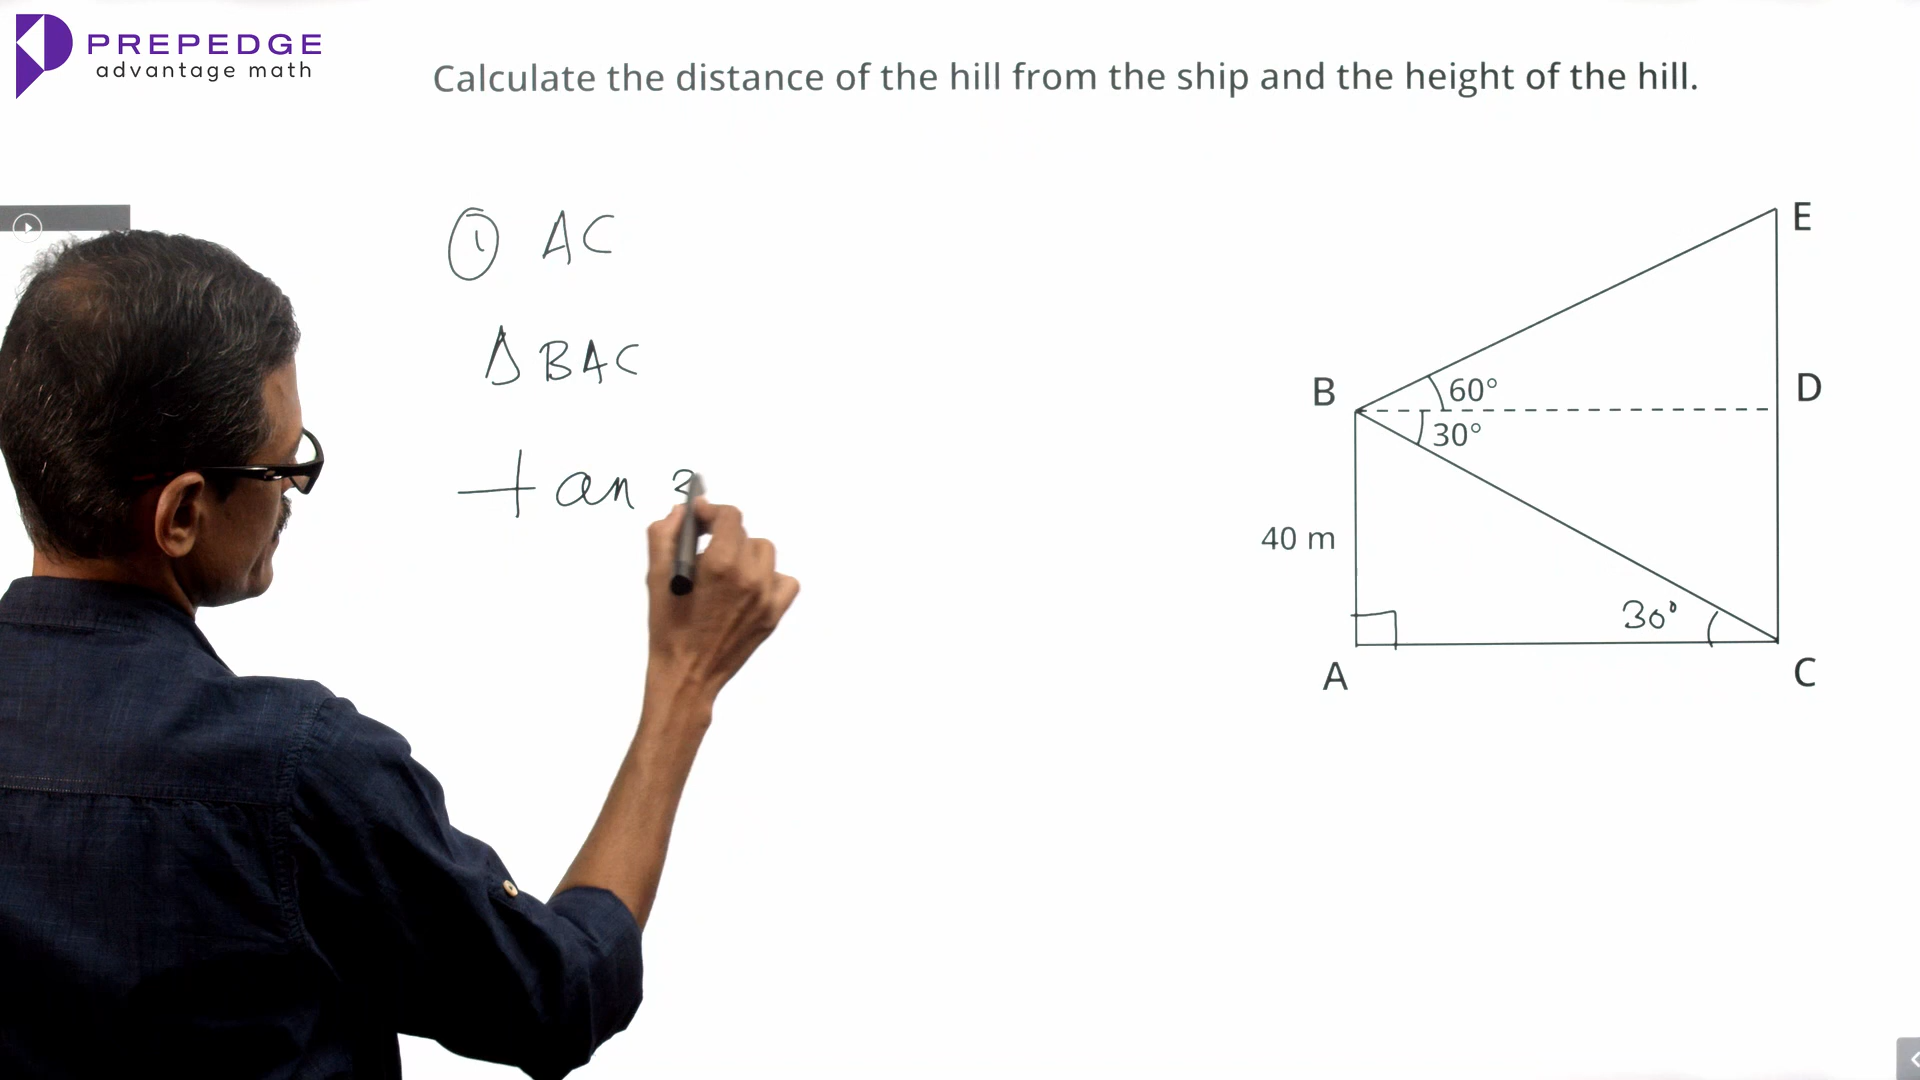 PREPEDGE
advantage math
Calculate the distance of the hill from the ship and the height of the hill.
① AC
Δ BAC
tan 3
E
B
60°
D
30°
40 m
30°
A
C